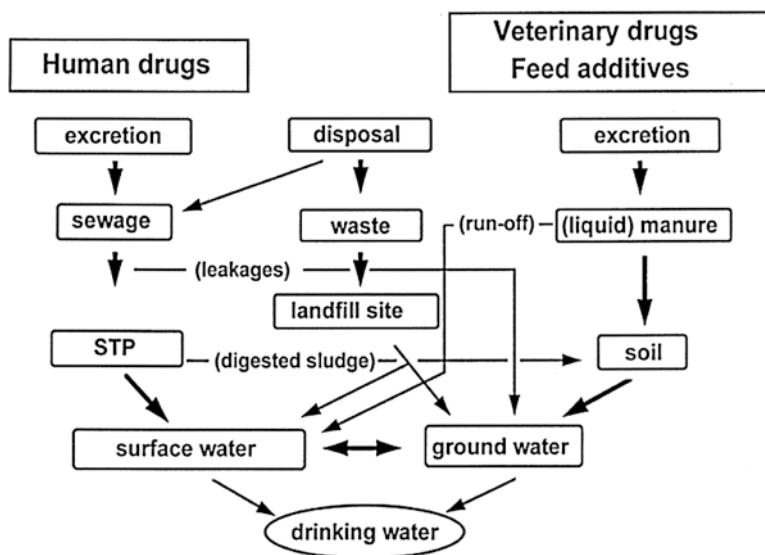 Human drugs
Veterinary drugs
Feed additives
excretion
disposal
excretion
sewage
waste
(run-off)
(liquid) manure
(leakages)
landfill site
STP
(digested sludge)
soil
surface water
ground water
drinking water